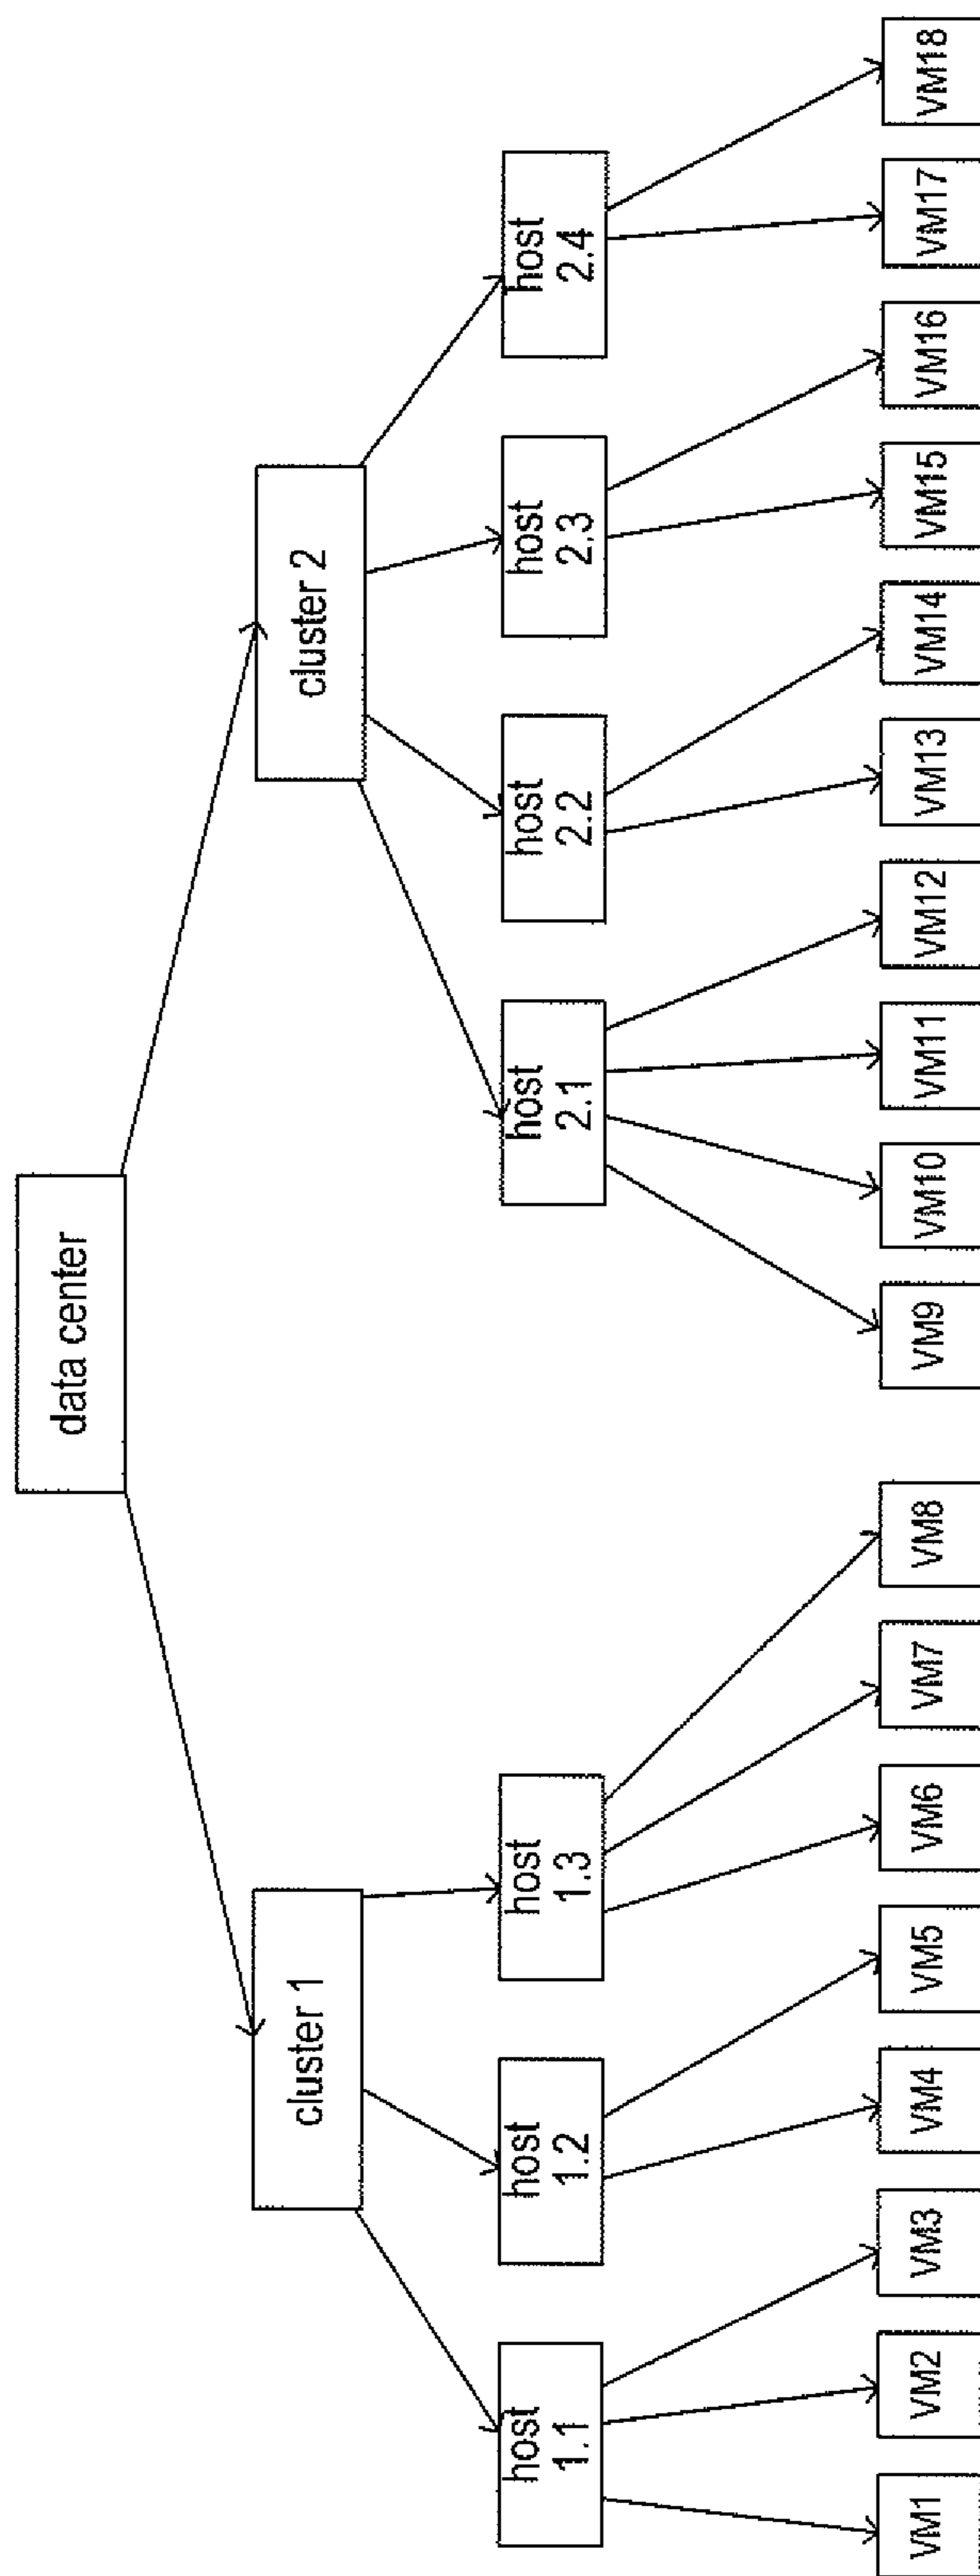 data center
cluster 1
cluster 2
host
1.1
host
1.2
host
1.3
host
2.1
host
2.2
host
2.3
host
2.4
VM1
VM2
VM3
VM4
VM5
VM6
VM7
VM8
VM9
VM10
VM11
VM12
VM13
VM14
VM15
VM16
VM17
VM18